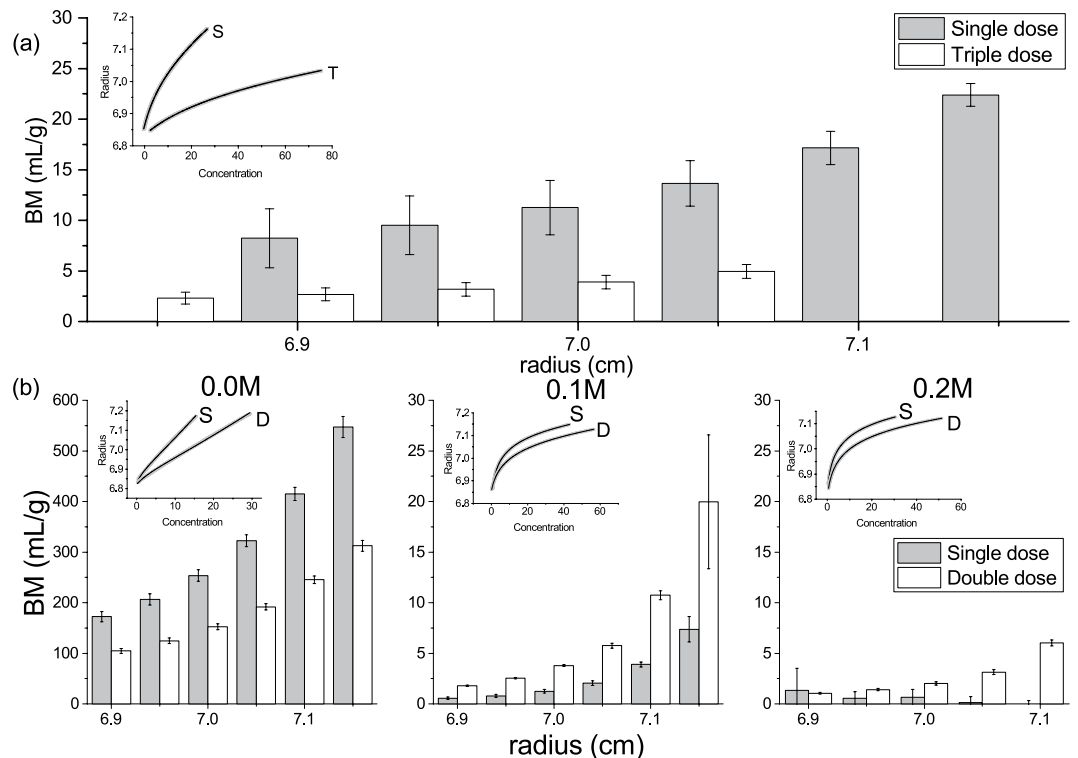 (a)
30
25
20
15
10
5
0
BM (mL/g)
Single dose
Triple dose
7.2
7.1
7.0
6.9
6.8
Radius
S
T
0 20 40 60 80
Concentration
6.9 7.0 7.1
radius (cm)
(b)
0.0M 0.1M 0.2M
600
500
400
300
200
100
0
BM (mL/g)
7.2
7.1
7.0
6.9
6.8
Radius
S
D
0 10 20 30
Concentration
6.9 7.0 7.1
30
25
20
15
10
5
0
7.2
7.1
7.0
6.9
6.8
Radius
S
D
0 20 40 60
Concentration
6.9 7.0 7.1
30
25
20
15
10
5
0
7.1
7.0
6.9
6.8
Radius
S
D
0 20 40 60
Concentration
Single dose
Double dose
6.9 7.0 7.1
radius (cm)